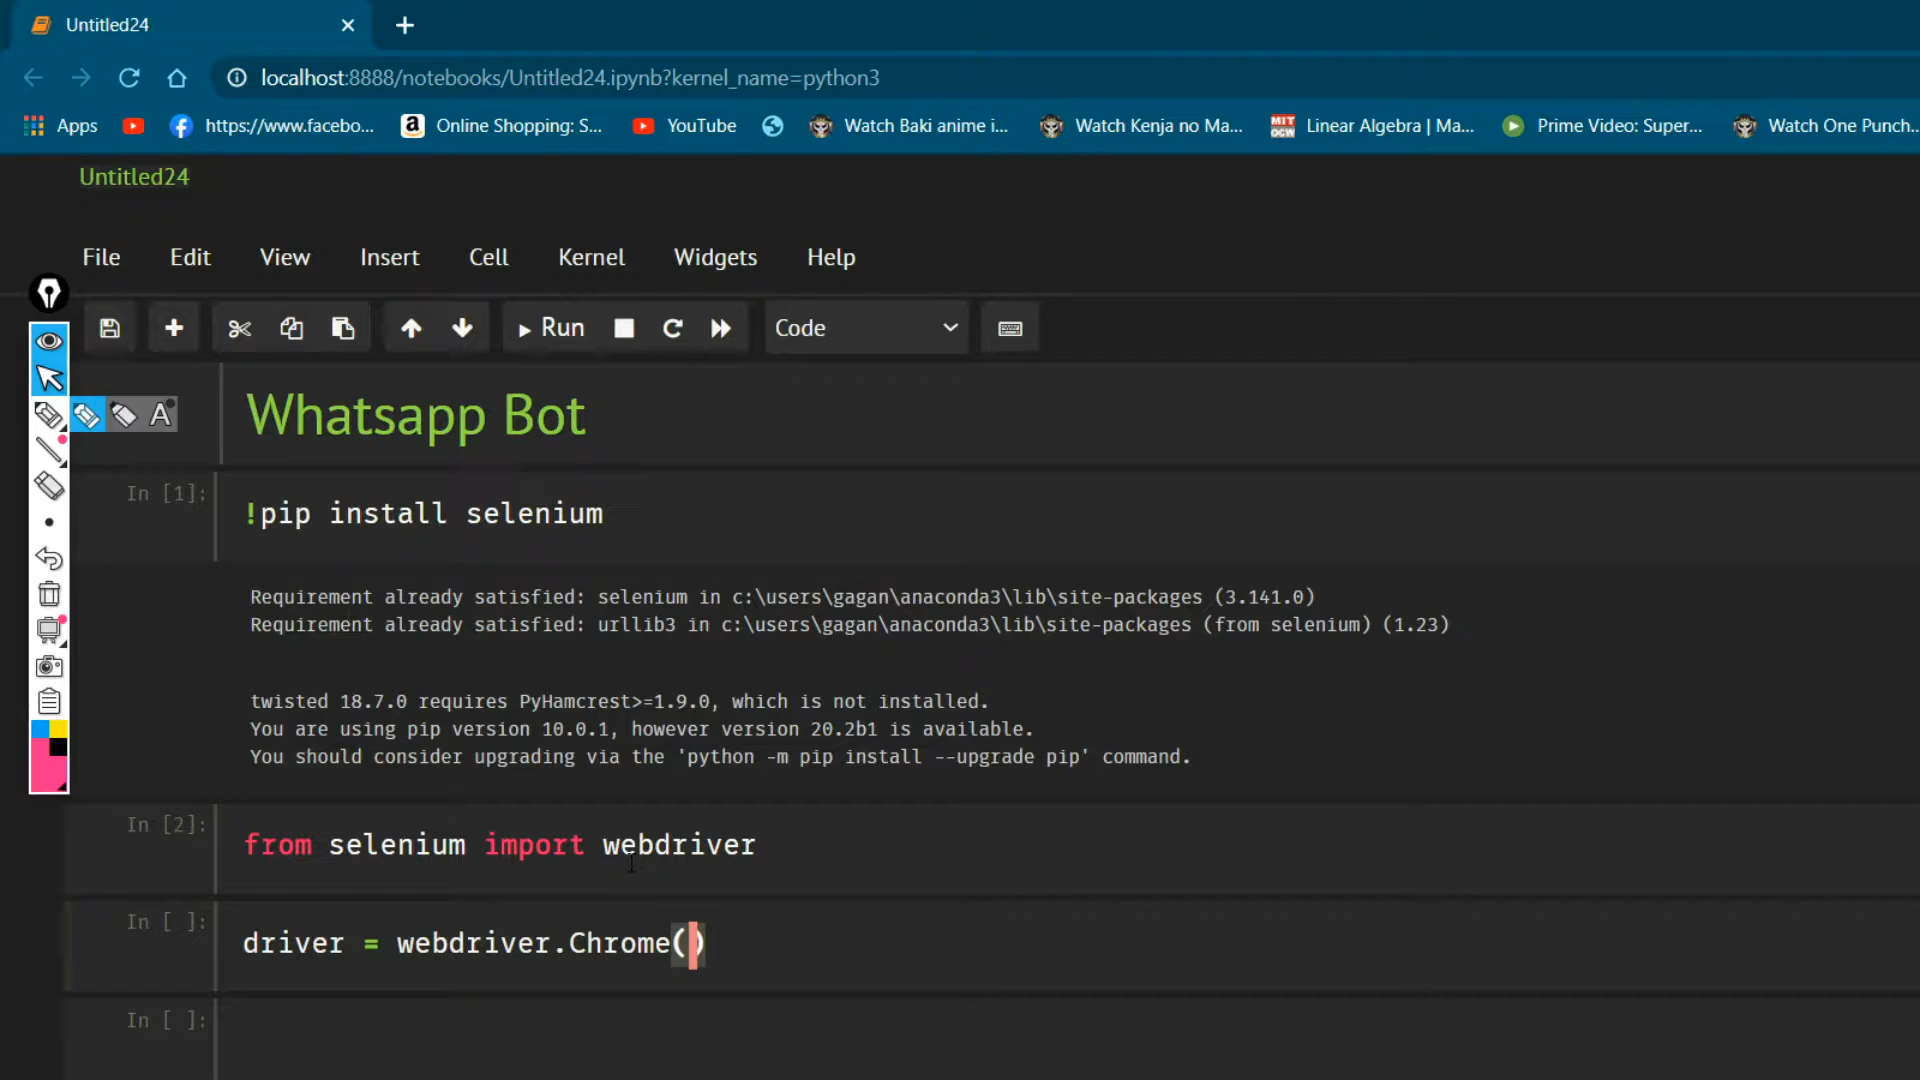 Untitled24
localhost:8888/notebooks/Untitled24.ipynb?kernel_name=python3
Apps https://www.facebo... Online Shopping: S... YouTube Watch Baki anime i... Watch Kenja no Ma... MIT OCW Linear Algebra | Ma... Prime Video: Super... Watch One Punch...
Untitled24
File Edit View Insert Cell Kernel Widgets Help
Run Code
A
Whatsapp Bot
In [1]: !pip install selenium
Requirement already satisfied: selenium in c:\users\gagan\anaconda3\lib\site-packages (3.141.0)
Requirement already satisfied: urllib3 in c:\users\gagan\anaconda3\lib\site-packages (from selenium) (1.23)
twisted 18.7.0 requires PyHamcrest>=1.9.0, which is not installed.
You are using pip version 10.0.1, however version 20.2b1 is available.
You should consider upgrading via the 'python -m pip install --upgrade pip' command.
In [2]: from selenium import webdriver
In [ ]: driver = webdriver.Chrome()
In [ ]: